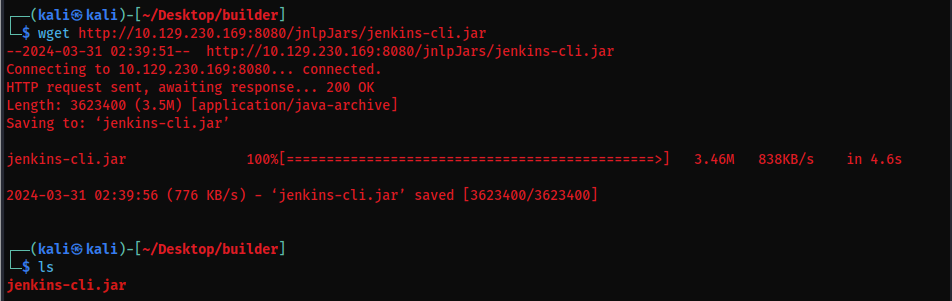 ┌──(kali㉿kali)-[~/Desktop/builder]
└─$ wget http://10.129.230.169:8080/jnlpJars/jenkins-cli.jar
--2024-03-31 02:39:51--  http://10.129.230.169:8080/jnlpJars/jenkins-cli.jar
Connecting to 10.129.230.169:8080... connected.
HTTP request sent, awaiting response... 200 OK
Length: 3623400 (3.5M) [application/java-archive]
Saving to: ‘jenkins-cli.jar’
jenkins-cli.jar               100%[==============================================>]   3.46M   838KB/s    in 4.6s
2024-03-31 02:39:56 (776 KB/s) - ‘jenkins-cli.jar’ saved [3623400/3623400]
┌──(kali㉿kali)-[~/Desktop/builder]
└─$ ls
jenkins-cli.jar